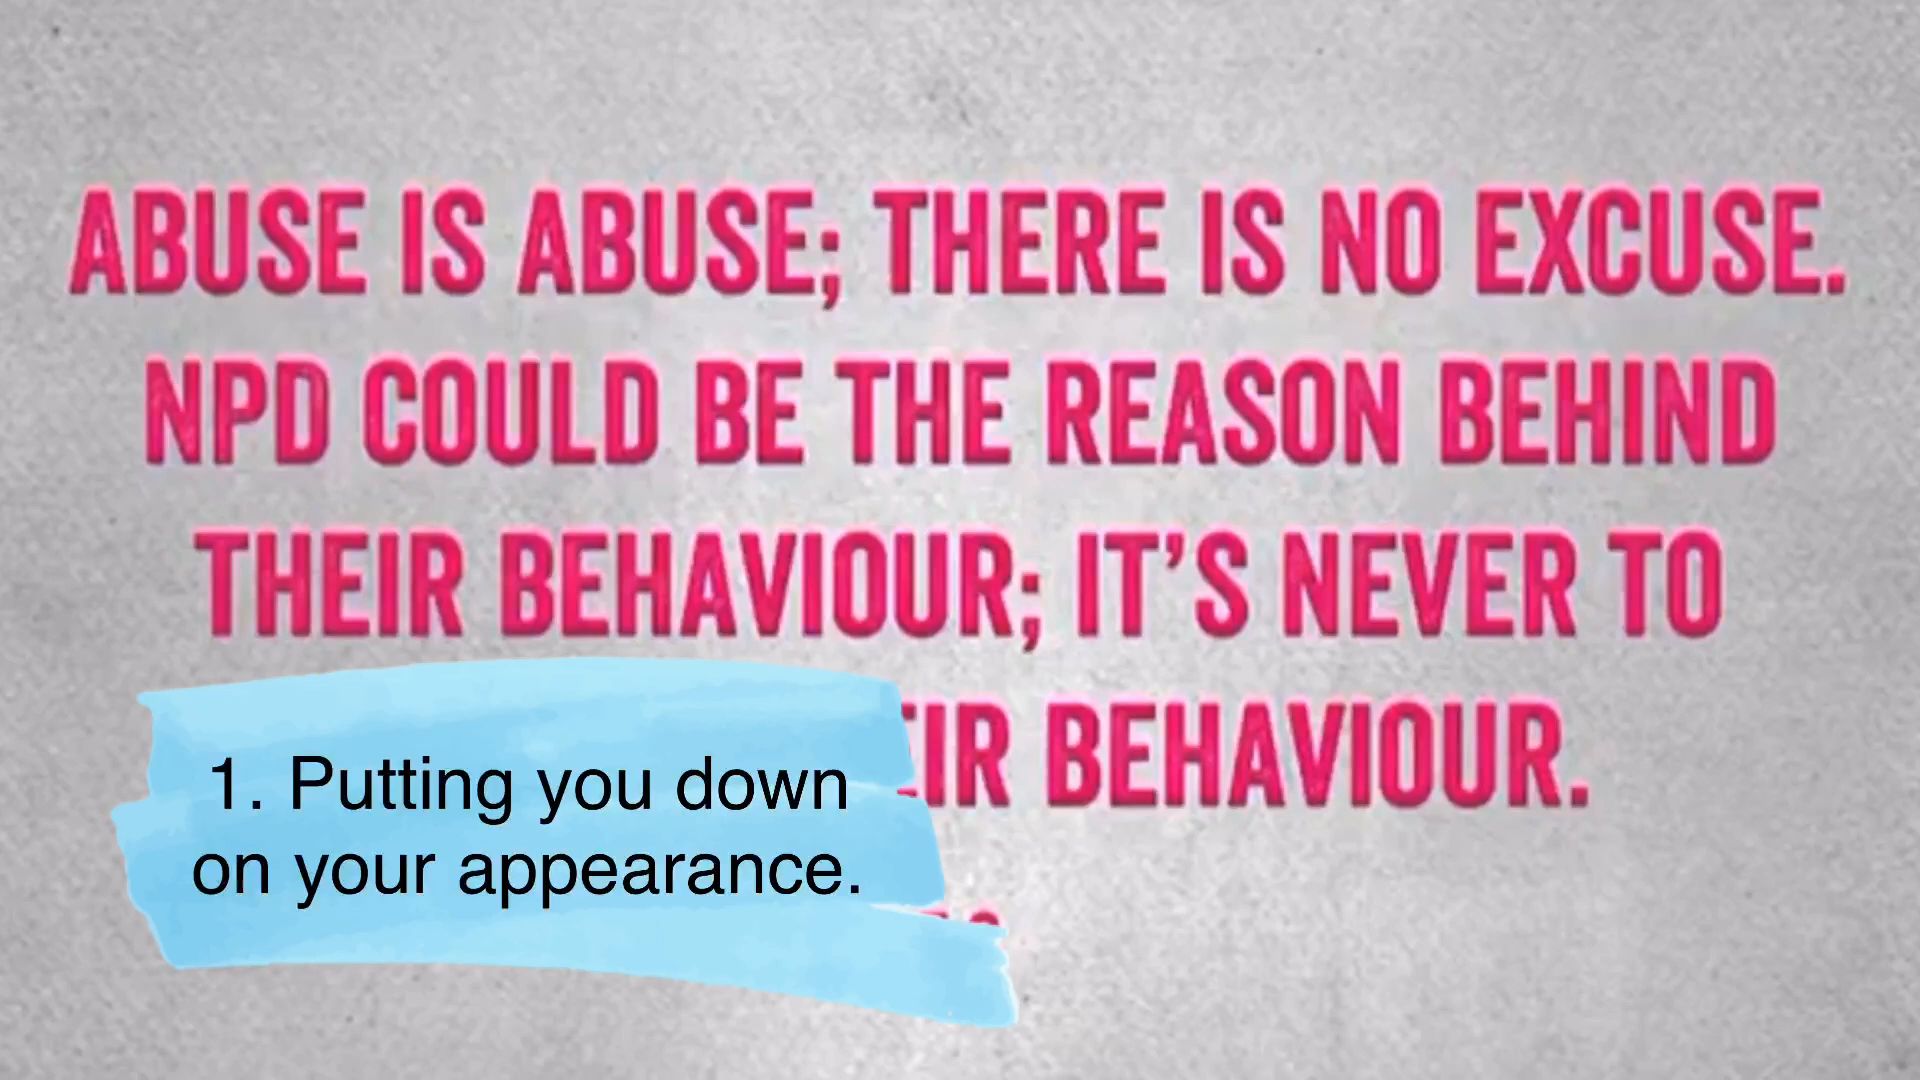 ABUSE IS ABUSE; THERE IS NO EXCUSE.
NPD COULD BE THE REASON BEHIND
THEIR BEHAVIOUR; IT'S NEVER TO
BEHAVIOUR.
1. Putting you down
on your appearance.